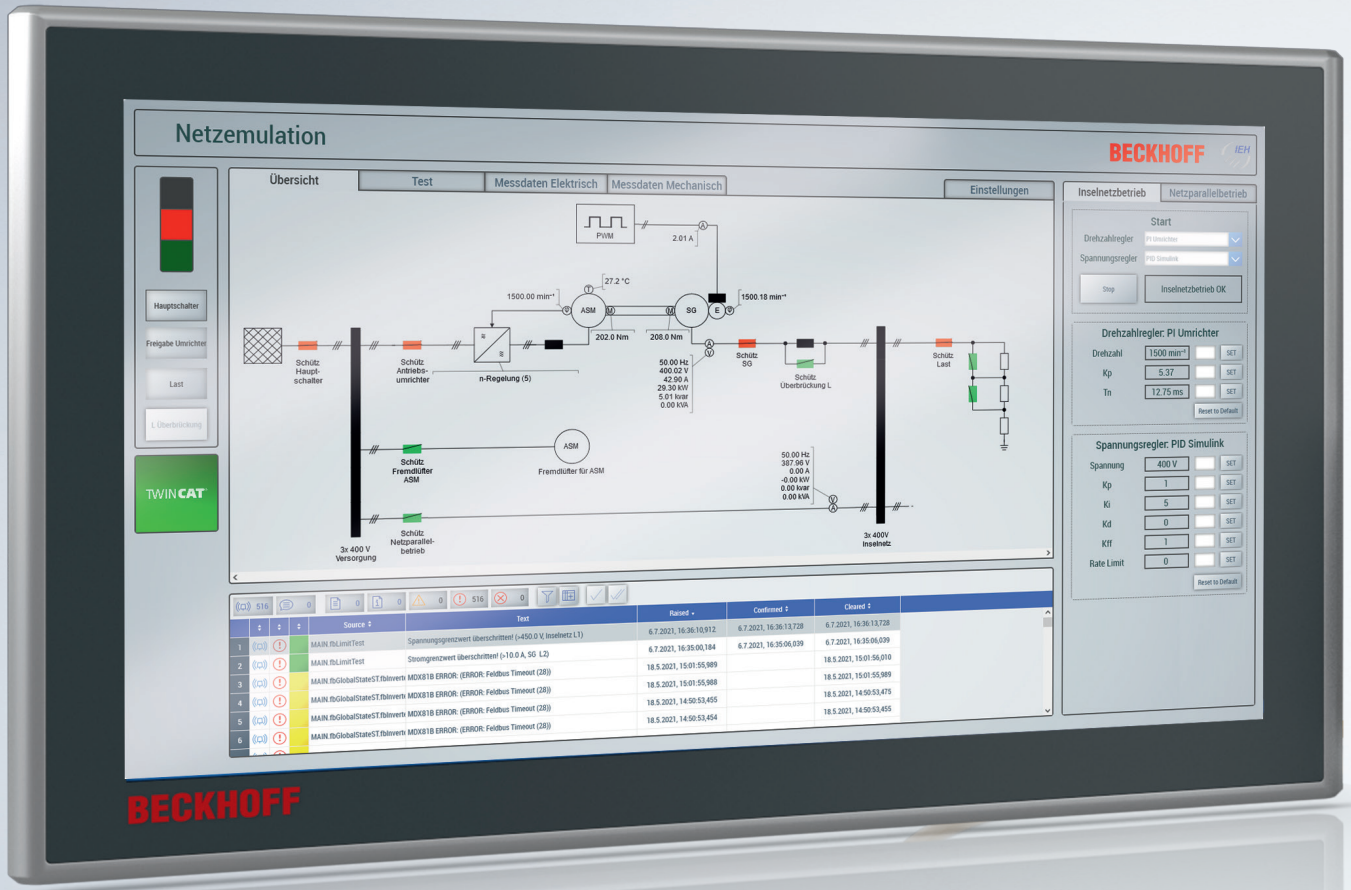 Netzemulation
BECKHOFF
IEH
Hauptschalter
Freigabe Umrichter
Last
L Überbrückung
TWINCAT
Übersicht
Test
Messdaten Elektrisch
Messdaten Mechanisch
Einstellungen
PWM
2.01 A
A
27.2 °C
T
1500.00 min⁻¹
ASM
M
M
SG
E
1500.18 min⁻¹
202.0 Nm
208.0 Nm
Schütz
Haupt-
schalter
Schütz
Antriebs-
umrichter
n-Regelung (5)
A
V
50.00 Hz
400.02 V
42.90 A
29.30 kW
5.01 kvar
0.00 kVA
Schütz
SG
Schütz
Überbrückung L
Schütz
Last
Schütz
Fremdlüfter
ASM
ASM
Fremdlüfter für ASM
50.00 Hz
387.96 V
0.00 A
-0.00 kW
0.00 kvar
0.00 kVA
V
A
Schütz
Netzparallel-
betrieb
3x 400 V
Versorgung
3x 400V
Inselnetz
Inselnetzbetrieb
Netzparallelbetrieb
Start
Drehzahlregler PI Umrichter
Spannungsregler PID Simulink
Stop
Inselnetzbetrieb OK
Drehzahlregler: PI Umrichter
Drehzahl 1500 min⁻¹ SET
Kp 5.37 SET
Tn 12.75 ms SET
Reset to Default
Spannungsregler: PID Simulink
Spannung 400 V SET
Kp 1 SET
Ki 5 SET
Kd 0 SET
Kff 1 SET
Rate Limit 0 SET
Reset to Default
516 0 0 0 0 516 0
Source Text Raised Confirmed Cleared
1 MAIN.fbLimitTest Spannungsgrenzwert überschritten! (>450.0 V, Inselnetz L1) 6.7.2021, 16:36:10,912 6.7.2021, 16:36:13,728 6.7.2021, 16:36:13,728
2 MAIN.fbLimitTest Stromgrenzwert überschritten! (>10.0 A, SG L2) 6.7.2021, 16:35:00,184 6.7.2021, 16:35:06,039 6.7.2021, 16:35:06,039
3 MAIN.fbGlobalStateST.fbInverte MDX81B ERROR: (ERROR: Feldbus Timeout (28)) 18.5.2021, 15:01:55,989 18.5.2021, 15:01:56,010
4 MAIN.fbGlobalStateST.fbInverte MDX81B ERROR: (ERROR: Feldbus Timeout (28)) 18.5.2021, 15:01:55,988 18.5.2021, 15:01:55,989
5 MAIN.fbGlobalStateST.fbInverte MDX81B ERROR: (ERROR: Feldbus Timeout (28)) 18.5.2021, 14:50:53,455 18.5.2021, 14:50:53,475
6 MAIN.fbGlobalStateST.fbInverte MDX81B ERROR: (ERROR: Feldbus Timeout (28)) 18.5.2021, 14:50:53,454 18.5.2021, 14:50:53,455
BECKHOFF